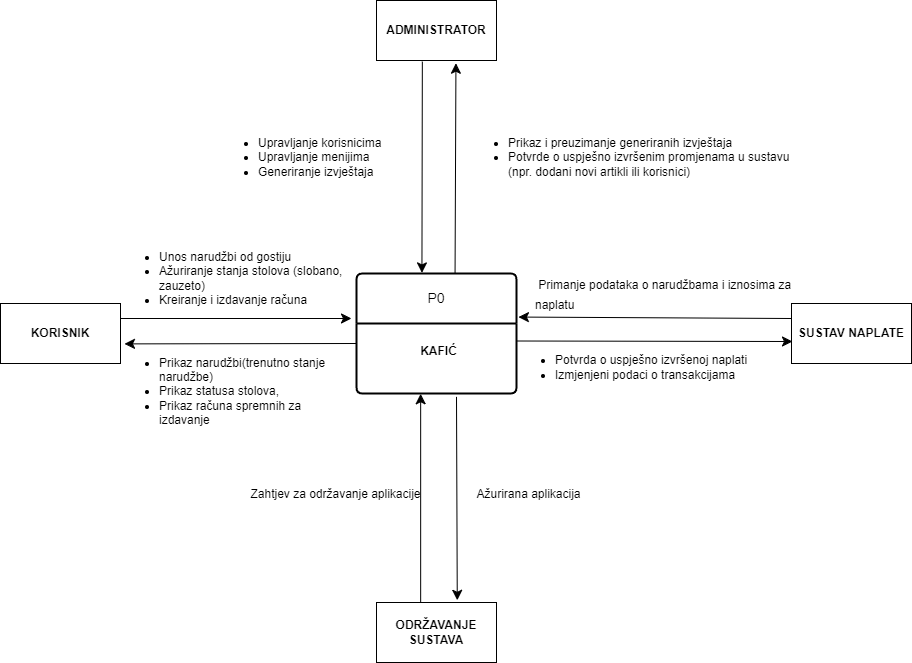 ADMINISTRATOR
• Upravljanje korisnicima
• Upravljanje menijima
• Generiranje izvještaja
• Prikaz i preuzimanje generiranih izvještaja
• Potvrde o uspješno izvršenim promjenama u sustavu
(npr. dodani novi artikli ili korisnici)
• Unos narudžbi od gostiju
• Ažuriranje stanja stolova (slobano,
zauzeto)
• Kreiranje i izdavanje računa
P0
KAFIĆ
Primanje podataka o narudžbama i iznosima za
naplatu
KORISNIK
SUSTAV NAPLATE
• Prikaz narudžbi(trenutno stanje
narudžbe)
• Prikaz statusa stolova,
• Prikaz računa spremnih za
izdavanje
• Potvrda o uspješno izvršenoj naplati
• Izmjenjeni podaci o transakcijama
Zahtjev za održavanje aplikacije
Ažurirana aplikacija
ODRŽAVANJE
SUSTAVA